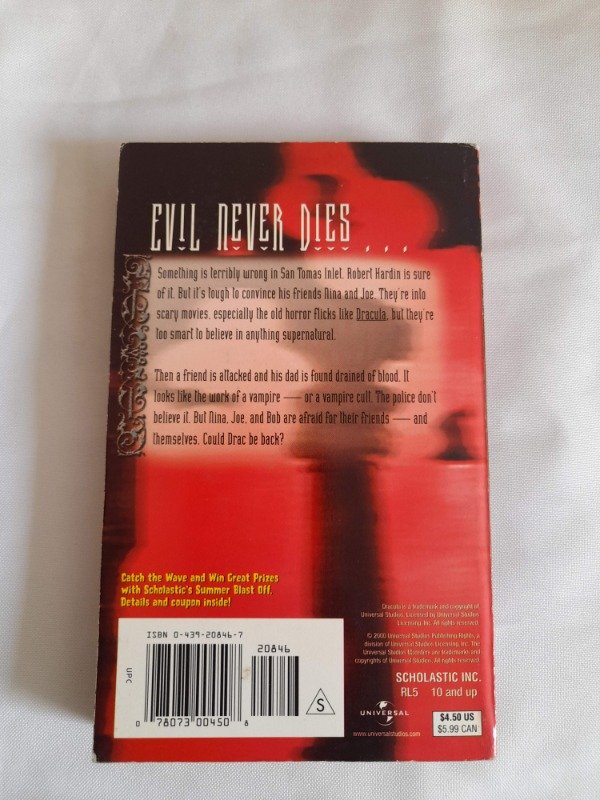 EVIL NEVER DIES . . .
Something is terribly wrong in San Tomas Inlet. Robert Hardin is sure
of it. But it's tough to convince his friends Nina and Joe. They're into
scary movies, especially the old horror flicks like Dracula, but they're
too smart to believe in anything supernatural.
Then a friend is attacked and his dad is found drained of blood. It
looks like the work of a vampire — or a vampire cult. The police don't
believe it. But Nina, Joe, and Bob are afraid for their friends — and
themselves. Could Drac be back?
Catch the Wave and Win Great Prizes
with Scholastic's Summer Blast Off.
Details and coupon inside!
Dracula is a trademark and copyright of
Universal Studios. Licensed by Universal Studios
Licensing, Inc. All rights reserved.
© 2000 Universal Studios Publishing Rights, a
division of Universal Studios Licensing, Inc. The
Universal Studios Monsters are trademarks and
copyrights of Universal Studios. All rights reserved.
SCHOLASTIC INC.
RL5 10 and up
ISBN 0-439-20846-7
20846
UPC
0 78073 00450 8
S
UNIVERSAL
www.universalstudios.com
$4.50 US
$5.99 CAN